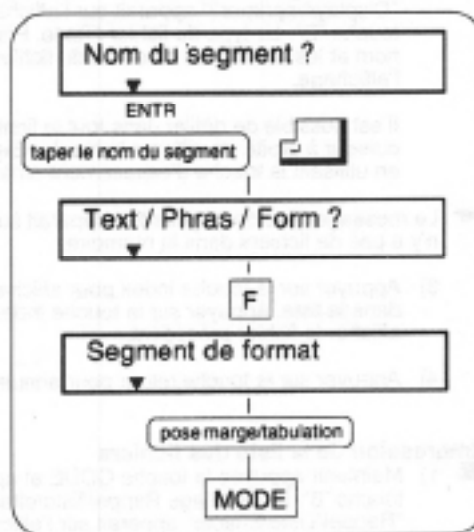 Nom du segment ?
ENTR
taper le nom du segment
Text / Phras / Form ?
F
Segment de format
pose marge/tabulation
MODE